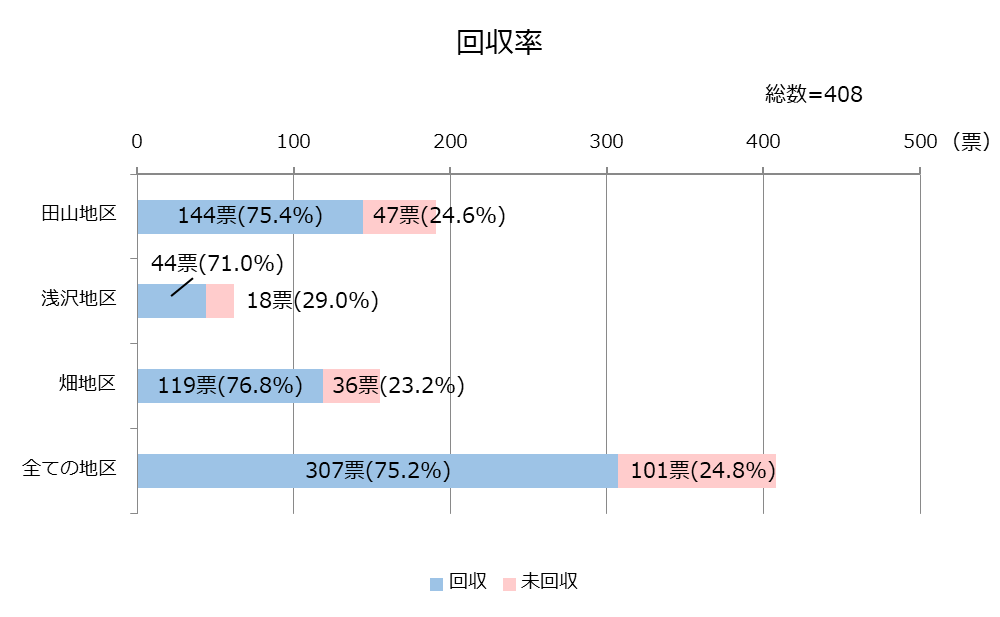 回収率
総数=408
0 100 200 300 400 500 (票)
田山地区 144票(75.4%) 47票(24.6%)
44票(71.0%)
浅沢地区 18票(29.0%)
畑地区 119票(76.8%) 36票(23.2%)
全ての地区 307票(75.2%) 101票(24.8%)
回収 未回収